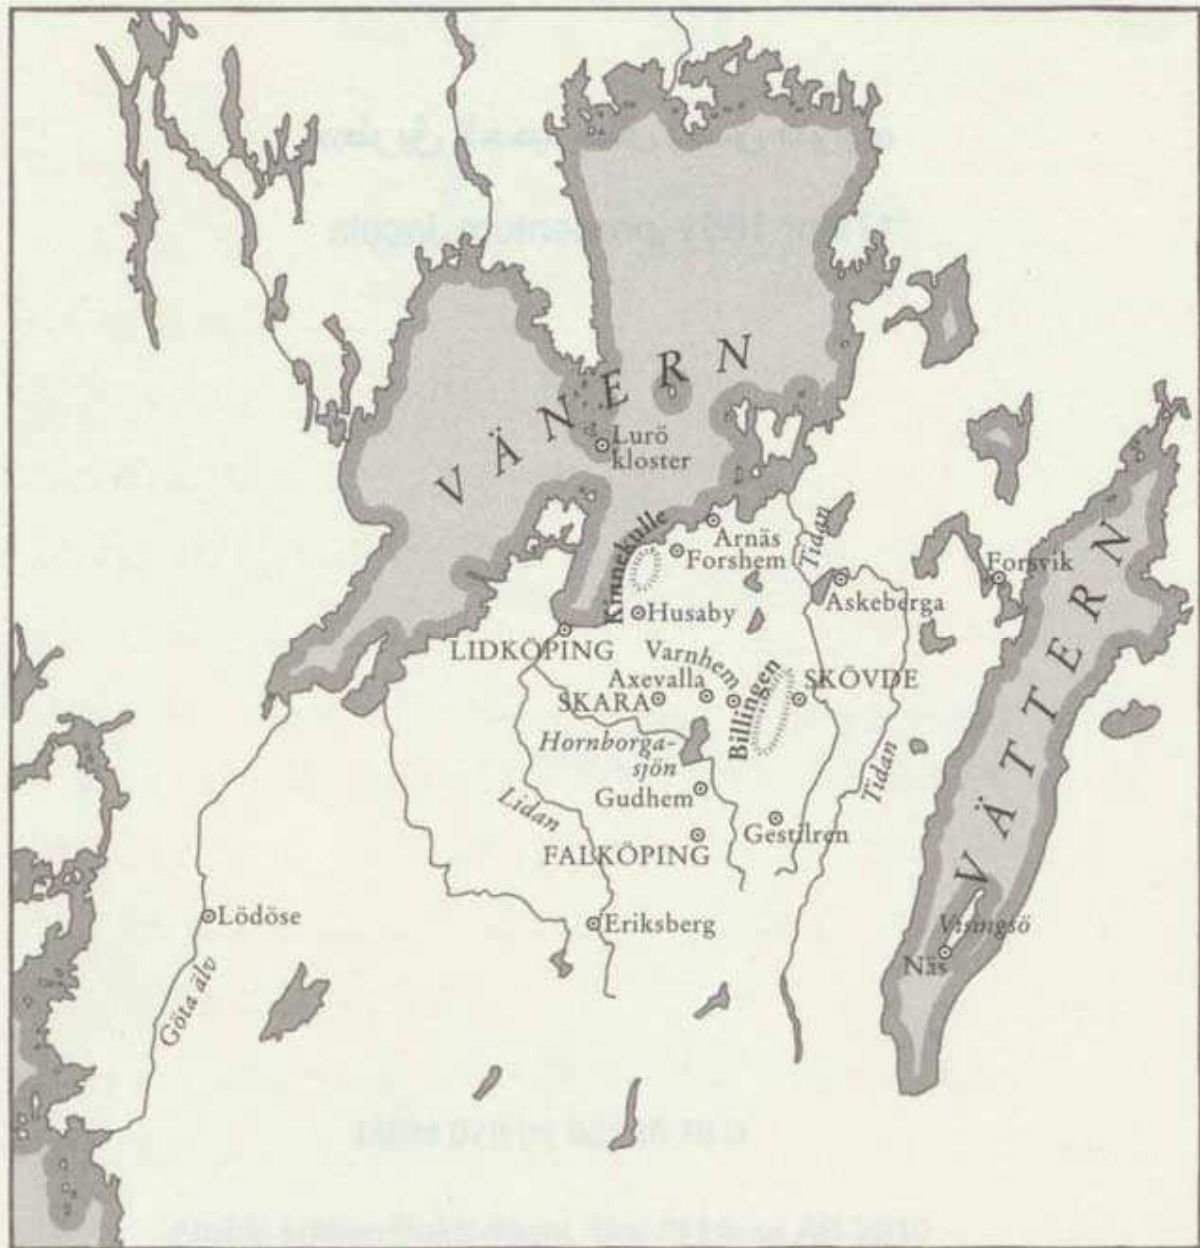 VÄNERN
Lurö
kloster
Kinnekulle
Arnäs
Forshem
Tidan
Forsvik
Askeberga
Husaby
LIDKÖPING
Varnhem
Axevalla
SKARA
Billingen
SKÖVDE
VÄTTERN
Hornborga-
sjön
Tidan
Lidan
Gudhem
Gestilren
FALKÖPING
Lödöse
Eriksberg
Visingsö
Näs
Göta älv